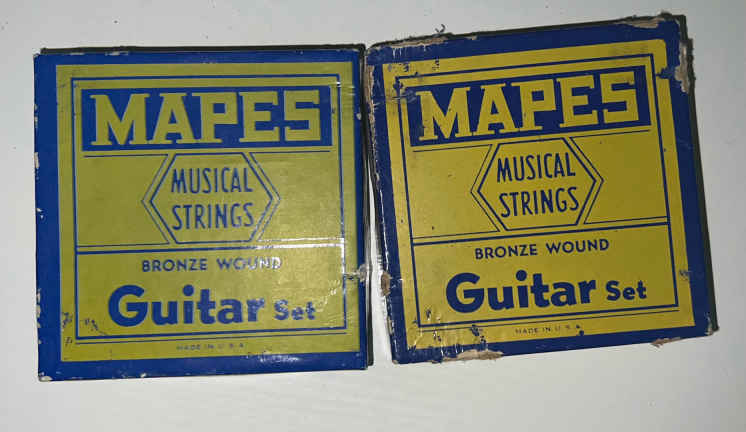 MAPES
MUSICAL
STRINGS
BRONZE WOUND
Guitar Set
MADE IN U.S.A.
MAPES
MUSICAL
STRINGS
BRONZE WOUND
Guitar Set
MADE IN U.S.A.